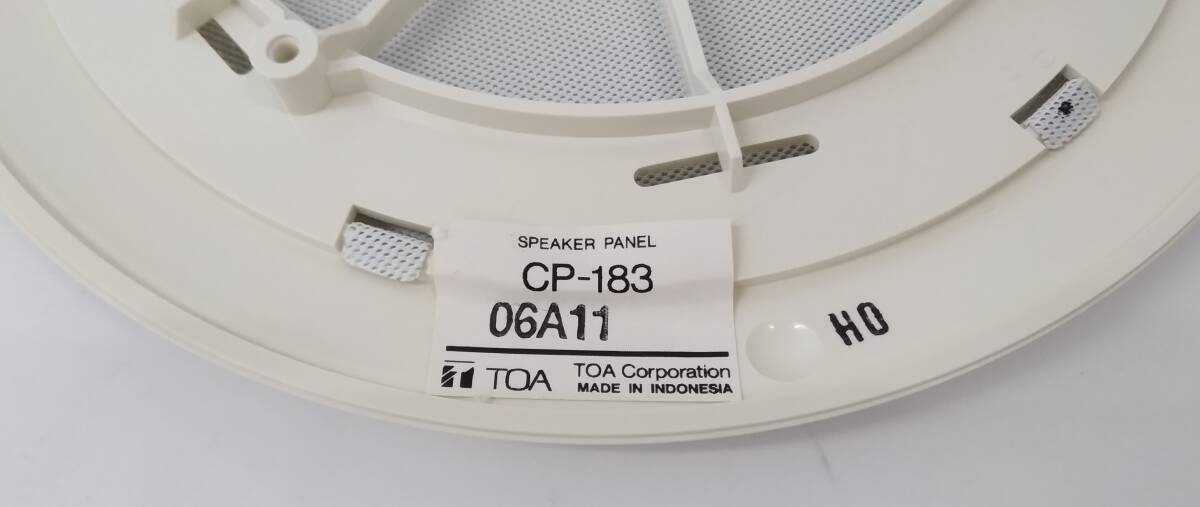 SPEAKER PANEL
CP-183
06A11
TOA TOA Corporation
MADE IN INDONESIA
HO